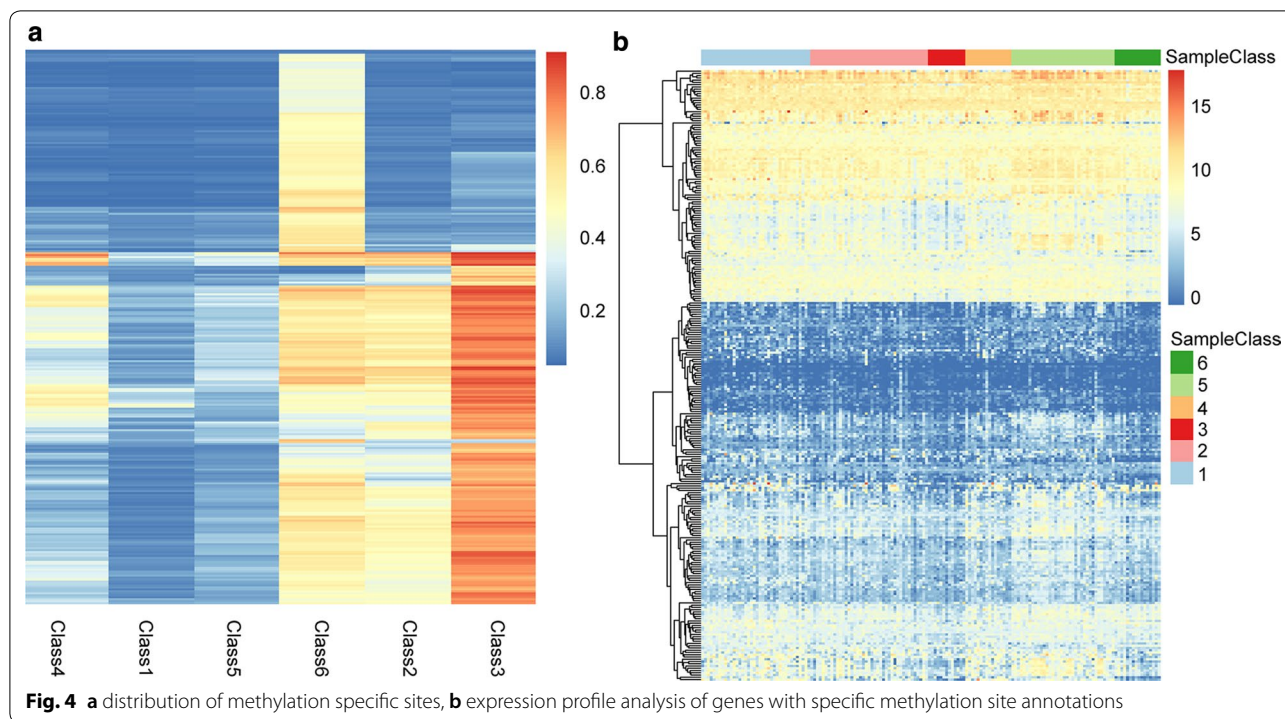 a
0.8
0.6
0.4
0.2
Class4
Class1
Class5
Class6
Class2
Class3
b
SampleClass
15
10
5
0
SampleClass
6
5
4
3
2
1
Fig. 4 a distribution of methylation specific sites, b expression profile analysis of genes with specific methylation site annotations